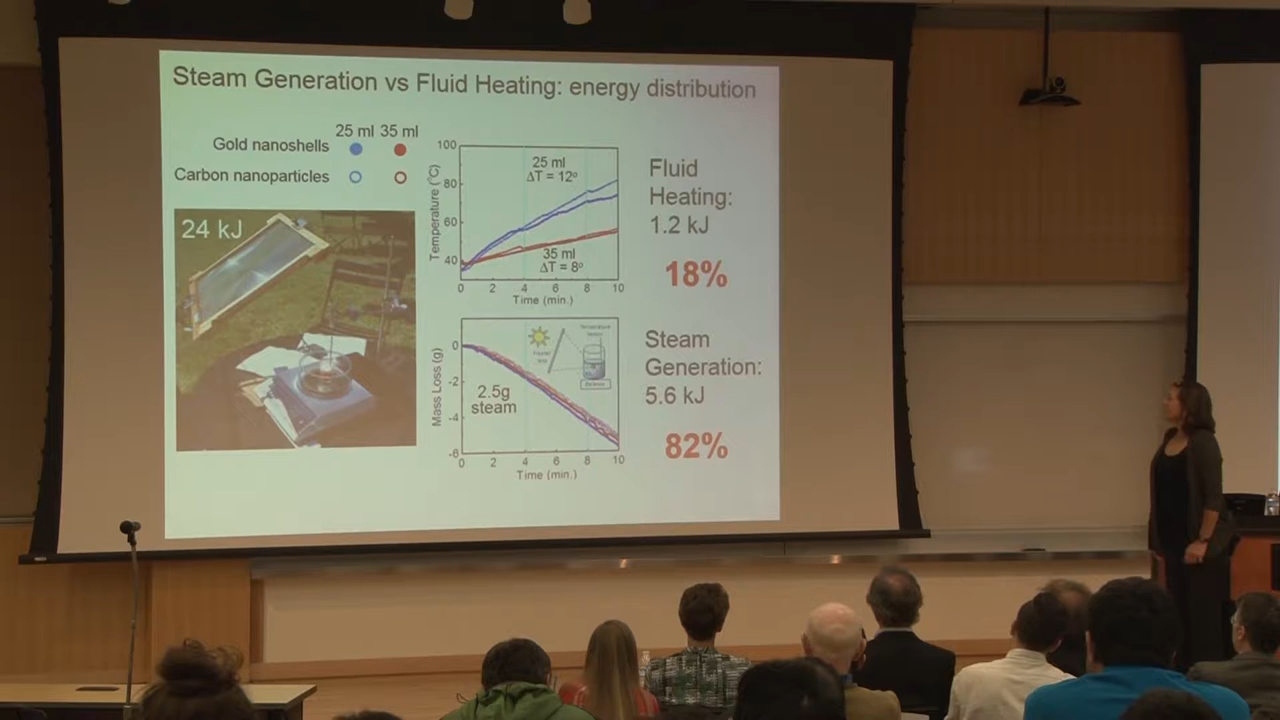 Steam Generation vs Fluid Heating: energy distribution
25 ml 35 ml
Gold nanoshells
Carbon nanoparticles
24 kJ
100
80
60
40
Temperature (°C)
25 ml
ΔT = 12°
35 ml
ΔT = 8°
0 2 4 6 8 10
Time (min.)
Fluid
Heating:
1.2 kJ
18%
0
-2
-4
-6
Mass Loss (g)
2.5g
steam
0 2 4 6 8 10
Time (min.)
Steam
Generation:
5.6 kJ
82%